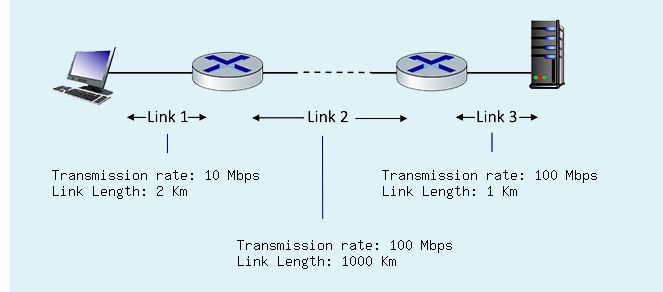 Link 1
Link 2
Link 3
Transmission rate: 10 Mbps
Link Length: 2 Km
Transmission rate: 100 Mbps
Link Length: 1 Km
Transmission rate: 100 Mbps
Link Length: 1000 Km